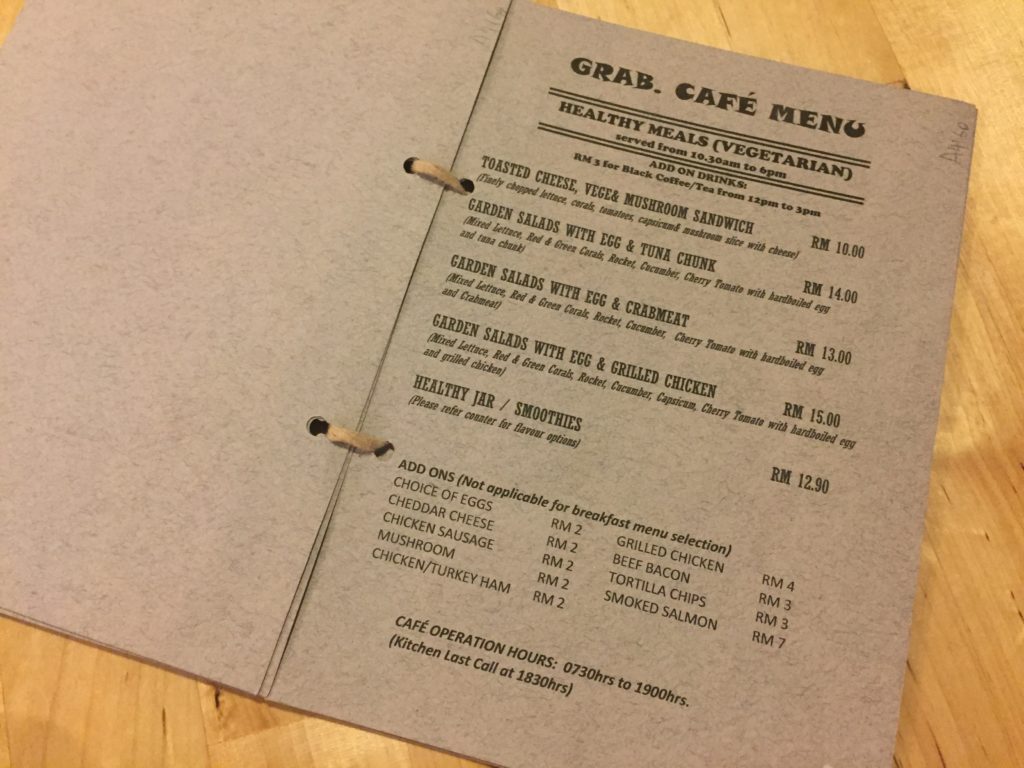 GRAB. CAFÉ MENU
HEALTHY MEALS (VEGETARIAN)
served from 10.30am to 6pm
ADD ON DRINKS:
RM 3 for Black Coffee/Tea from 12pm to 3pm
TOASTED CHEESE, VEGE& MUSHROOM SANDWICH RM 10.00
(Finely chopped lettuce, corals, tomatoes, capsicum& mushroom slice with cheese)
GARDEN SALADS WITH EGG & TUNA CHUNK RM 14.00
(Mixed Lettuce, Red & Green Corals, Rocket, Cucumber, Cherry Tomato with hardboiled egg
and tuna chunk)
GARDEN SALADS WITH EGG & CRABMEAT RM 13.00
(Mixed Lettuce, Red & Green Corals, Rocket, Cucumber, Cherry Tomato with hardboiled egg
and Crabmeat)
GARDEN SALADS WITH EGG & GRILLED CHICKEN RM 15.00
(Mixed Lettuce, Red & Green Corals, Rocket, Cucumber, Capsicum, Cherry Tomato with hardboiled egg
and grilled chicken)
HEALTHY JAR / SMOOTHIES RM 12.90
(Please refer counter for flavour options)
ADD ONS (Not applicable for breakfast menu selection)
CHOICE OF EGGS RM 2 GRILLED CHICKEN RM 4
CHEDDAR CHEESE RM 2 BEEF BACON RM 3
CHICKEN SAUSAGE RM 2 TORTILLA CHIPS RM 3
MUSHROOM RM 2 SMOKED SALMON RM 7
CHICKEN/TURKEY HAM RM 2
CAFÉ OPERATION HOURS: 0730hrs to 1900hrs.
(Kitchen Last Call at 1830hrs)